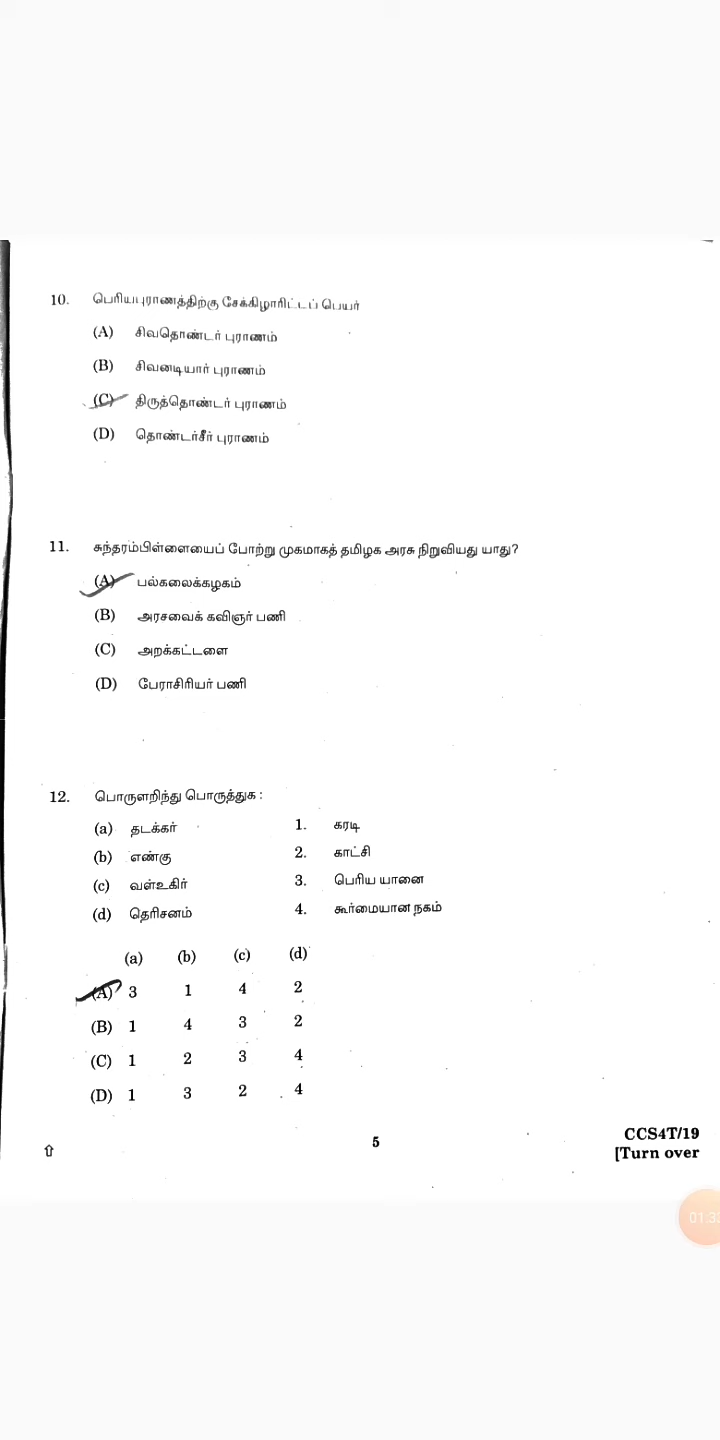 10. பெரியபுராணத்திற்கு சேக்கிழாரிட்டப் பெயர்
(A) சிவதொண்டர் புராணம்
(B) சிவனடியார் புராணம்
(C) திருத்தொண்டர் புராணம்
(D) தொண்டர்சீர் புராணம்
11. சுந்தரம்பிள்ளையைப் போற்று முகமாகத் தமிழக அரசு நிறுவியது யாது?
(A) பல்கலைக்கழகம்
(B) அரசவைக் கவிஞர் பணி
(C) அறக்கட்டளை
(D) பேராசிரியர் பணி
12. பொருளறிந்து பொருத்துக :
(a) தடக்கர் 1. கரடி
(b) எண்கு 2. காட்சி
(c) வள்உகிர் 3. பெரிய யானை
(d) தெரிசனம் 4. கூர்மையான நகம்
(a) (b) (c) (d)
(A) 3 1 4 2
(B) 1 4 3 2
(C) 1 2 3 4
(D) 1 3 2 4
5
CCS4T/19
⇧
[Turn over
01:33